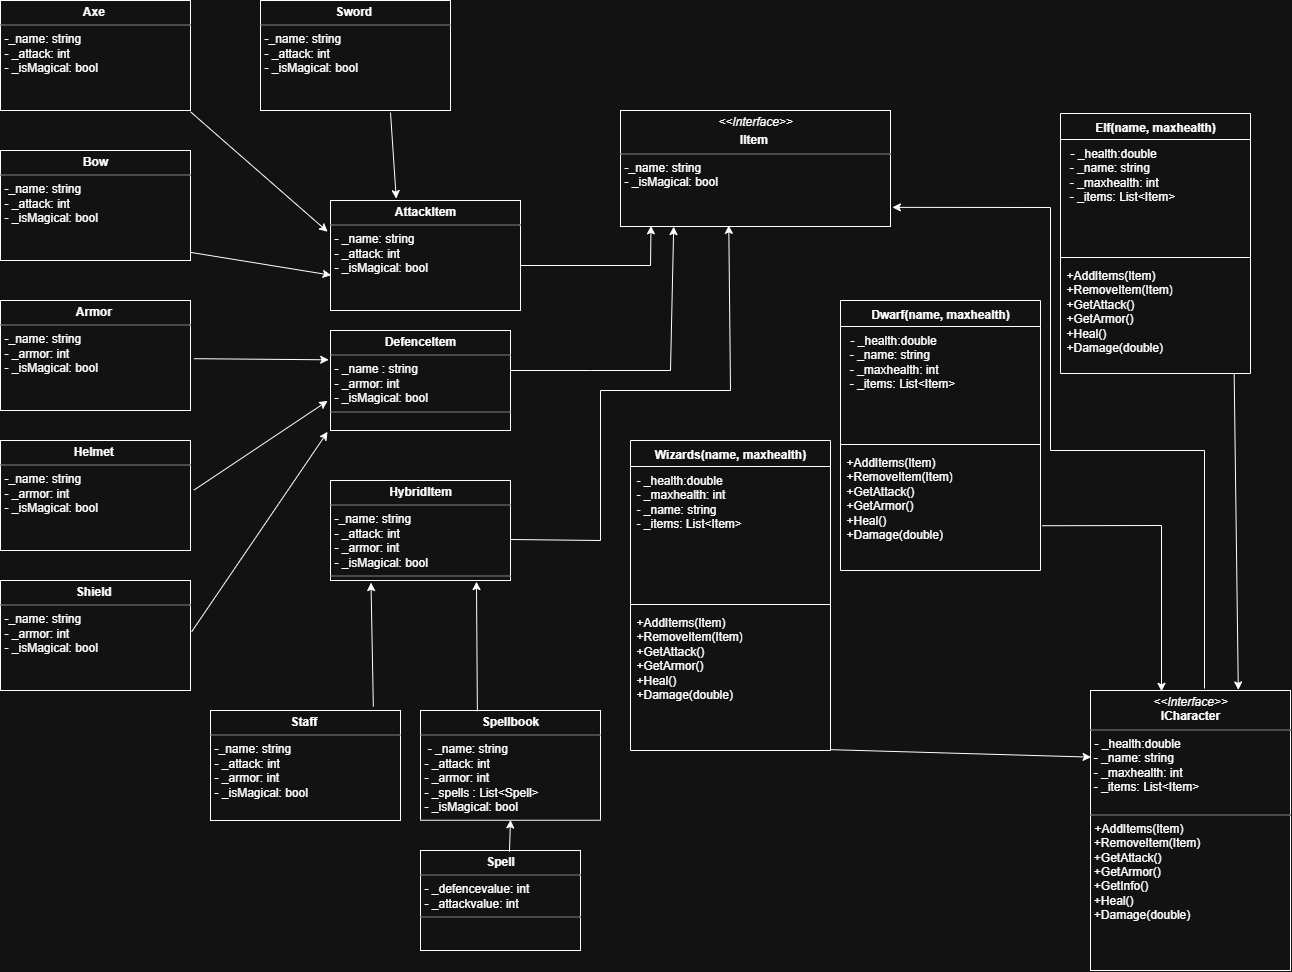 Axe
- _name: string
- _attack: int
- _isMagical: bool
Sword
- _name: string
- _attack: int
- _isMagical: bool
Bow
- _name: string
- _attack: int
- _isMagical: bool
Armor
- _name: string
- _armor: int
- _isMagical: bool
Helmet
- _name: string
- _armor: int
- _isMagical: bool
Shield
- _name: string
- _armor: int
- _isMagical: bool
AttackItem
- _name: string
- _attack: int
- _isMagical: bool
DefenceItem
- _name : string
- _armor: int
- _isMagical: bool
HybridItem
-_name: string
- _attack: int
- _armor: int
- _isMagical: bool
Staff
-_name: string
- _attack: int
- _armor: int
- _isMagical: bool
Spellbook
- _name: string
- _attack: int
- _armor: int
- _spells : List<Spell>
- _isMagical: bool
Spell
- _defencevalue: int
- _attackvalue: int
<<Interface>>
IItem
-_name: string
- _isMagical: bool
Wizards(name, maxhealth)
- _health:double
- _maxhealth: int
- _name: string
- _items: List<Item>
+AddItems(Item)
+RemoveItem(Item)
+GetAttack()
+GetArmor()
+Heal()
+Damage(double)
Dwarf(name, maxhealth)
- _health:double
- _name: string
- _maxhealth: int
- _items: List<Item>
+AddItems(Item)
+RemoveItem(Item)
+GetAttack()
+GetArmor()
+Heal()
+Damage(double)
Elf(name, maxhealth)
- _health:double
- _name: string
- _maxhealth: int
- _items: List<Item>
+AddItems(Item)
+RemoveItem(Item)
+GetAttack()
+GetArmor()
+Heal()
+Damage(double)
<<Interface>>
ICharacter
- _health:double
- _name: string
- _maxhealth: int
- _items: List<Item>
+AddItems(Item)
+RemoveItem(Item)
+GetAttack()
+GetArmor()
+GetInfo()
+Heal()
+Damage(double)